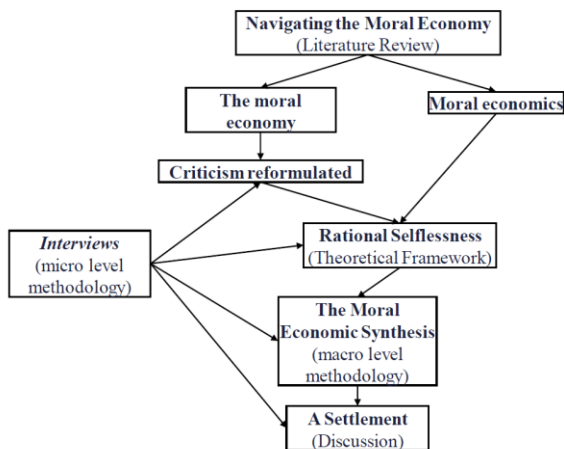 Navigating the Moral Economy
(Literature Review)
The moral
economy
Moral economics
Criticism reformulated
Interviews
(micro level
methodology)
Rational Selflessness
(Theoretical Framework)
The Moral
Economic Synthesis
(macro level
methodology)
A Settlement
(Discussion)